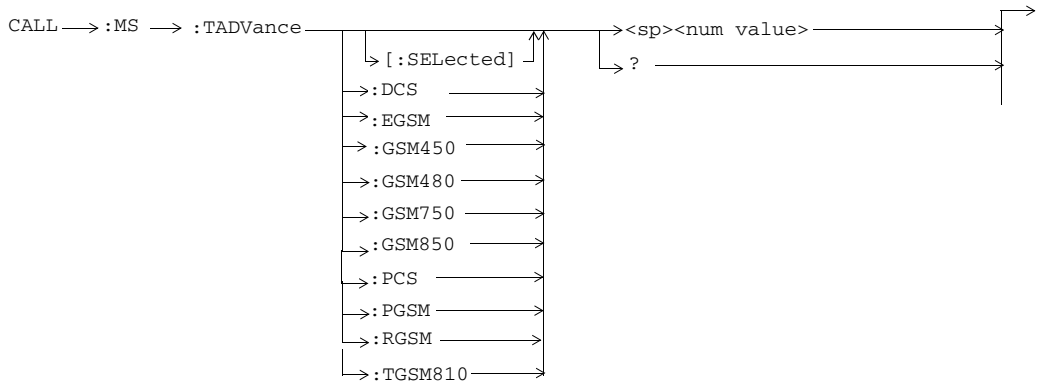 CALL :MS :TADVance <sp><num value>
[:SELected] ?
:DCS
:EGSM
:GSM450
:GSM480
:GSM750
:GSM850
:PCS
:PGSM
:RGSM
:TGSM810